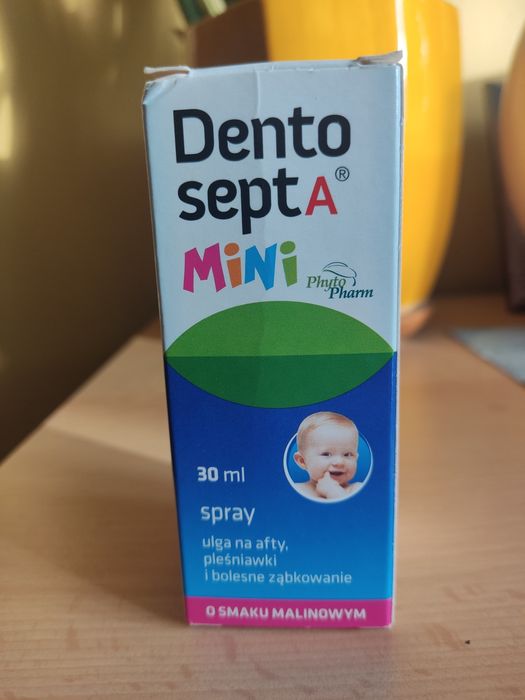 Dento
septA®
MiNi
Phyto
Pharm
30 ml
spray
ulga na afty,
pleśniawki
i bolesne ząbkowanie
O SMAKU MALINOWYM